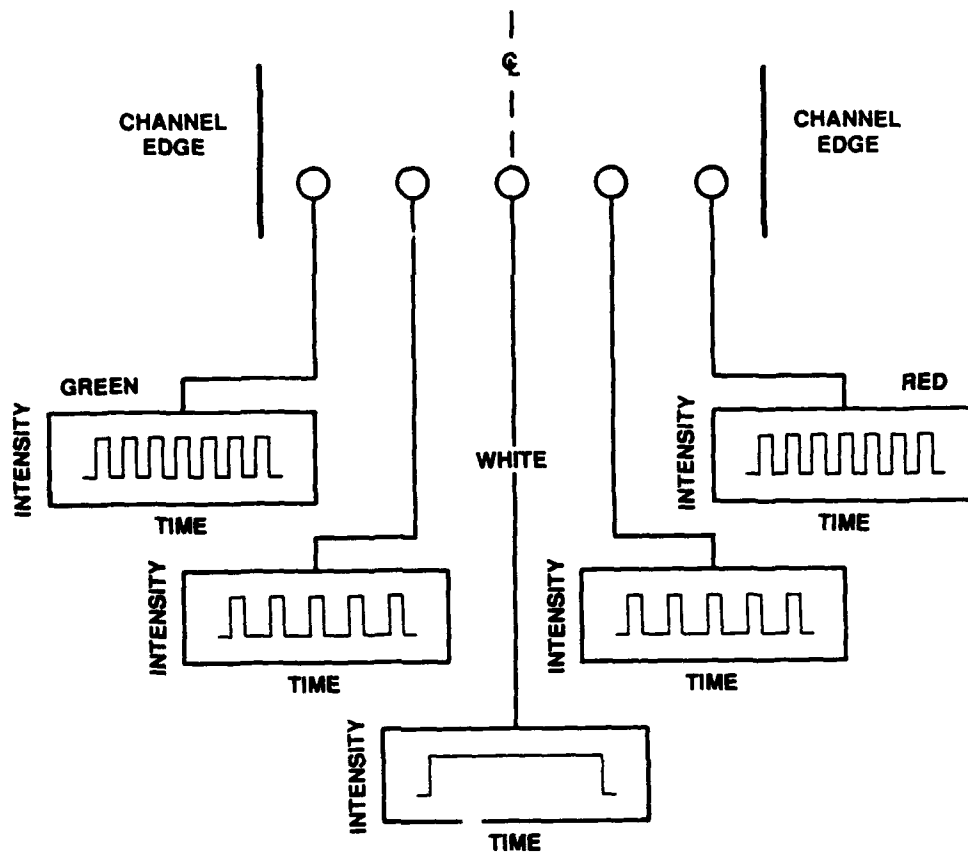 ℄
CHANNEL
EDGE
CHANNEL
EDGE
GREEN
RED
INTENSITY
TIME
WHITE
INTENSITY
TIME
INTENSITY
TIME
INTENSITY
TIME
INTENSITY
TIME